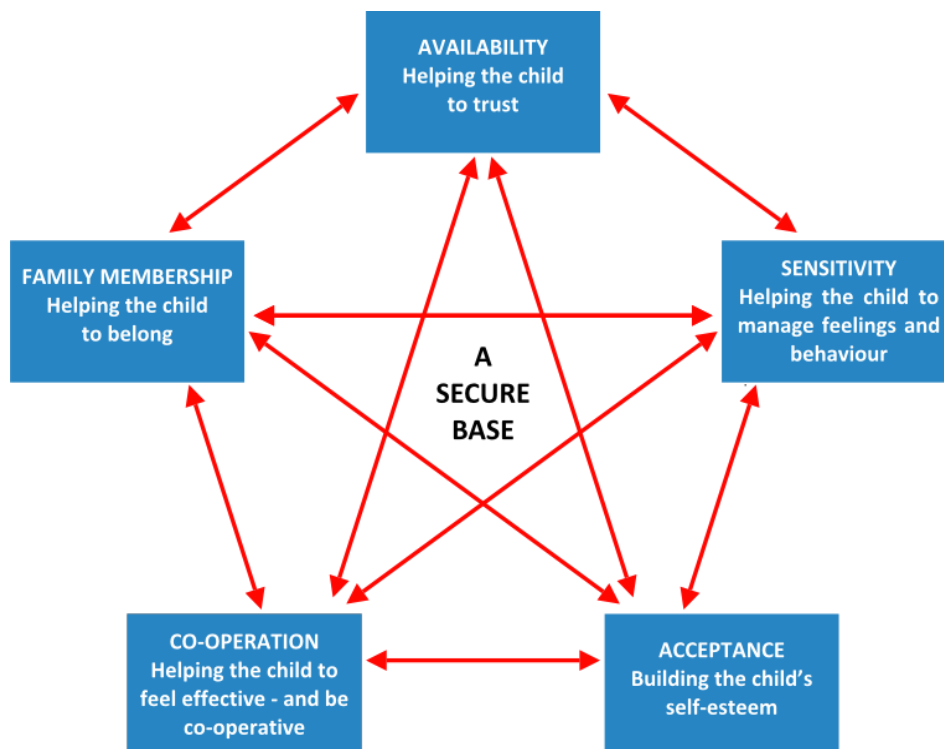 AVAILABILITY
Helping the child
to trust
FAMILY MEMBERSHIP
Helping the child
to belong
SENSITIVITY
Helping the child to
manage feelings and
behaviour
A
SECURE
BASE
CO-OPERATION
Helping the child to
feel effective - and be
co-operative
ACCEPTANCE
Building the child’s
self-esteem